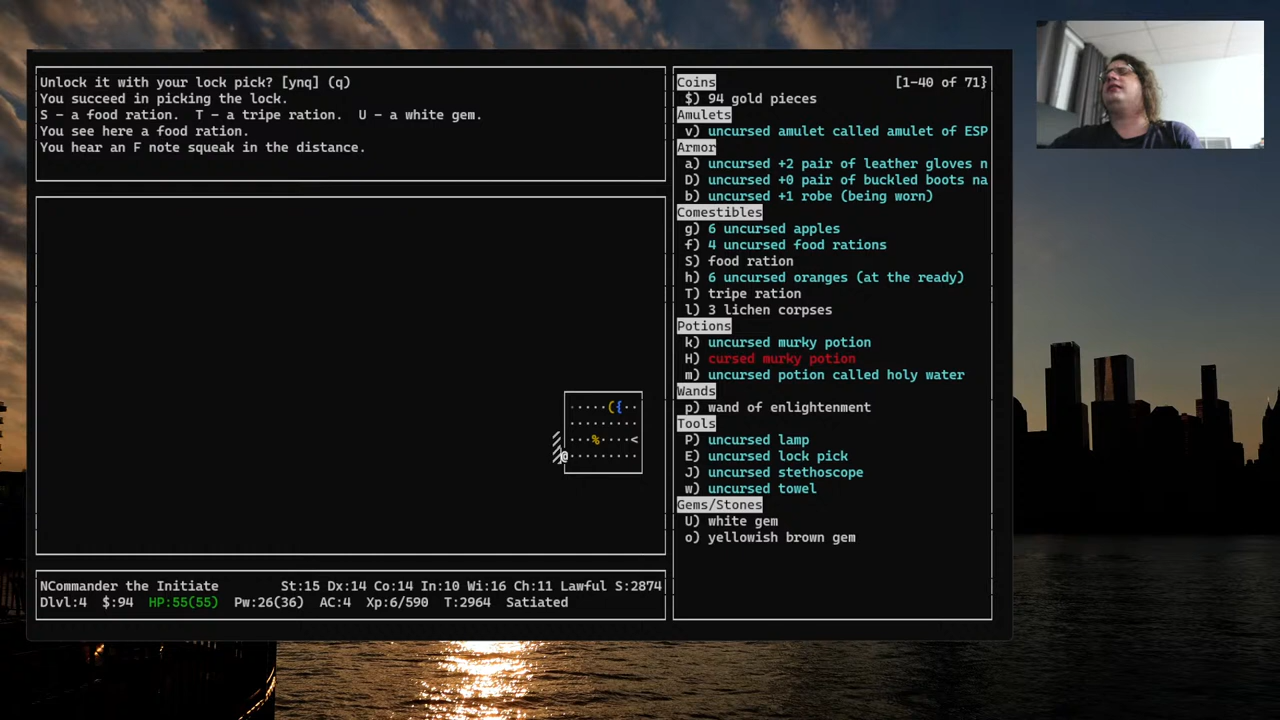 Unlock it with your lock pick? [ynq] (q)
You succeed in picking the lock.
S - a food ration.  T - a tripe ration.  U - a white gem.
You see here a food ration.
You hear an F note squeak in the distance.
·····({··
·········
···%····<
@·········
NCommander the Initiate St:15 Dx:14 Co:14 In:10 Wi:16 Ch:11 Lawful S:2874
Dlvl:4 $:94 HP:55(55) Pw:26(36) AC:4 Xp:6/590 T:2964 Satiated
Coins [1-40 of 71}
$) 94 gold pieces
Amulets
v) uncursed amulet called amulet of ESP
Armor
a) uncursed +2 pair of leather gloves n
D) uncursed +0 pair of buckled boots na
b) uncursed +1 robe (being worn)
Comestibles
g) 6 uncursed apples
f) 4 uncursed food rations
S) food ration
h) 6 uncursed oranges (at the ready)
T) tripe ration
l) 3 lichen corpses
Potions
k) uncursed murky potion
H) cursed murky potion
m) uncursed potion called holy water
Wands
p) wand of enlightenment
Tools
P) uncursed lamp
E) uncursed lock pick
J) uncursed stethoscope
w) uncursed towel
Gems/Stones
U) white gem
o) yellowish brown gem